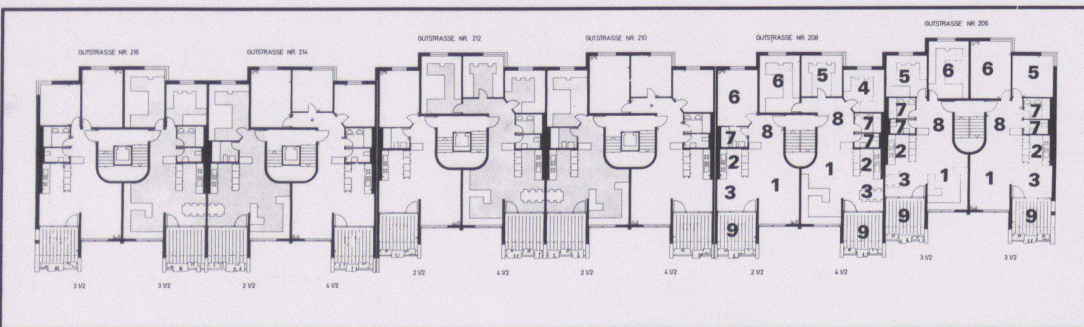 GUTSTRASSE NR. 216
GUTSTRASSE NR. 214
GUTSTRASSE NR. 212
GUTSTRASSE NR. 210
GUTSTRASSE NR. 208
GUTSTRASSE NR. 206
6 6 5 4 5 6 6 5
7 8 8 7 7 7 7 8 8 7 7
2 2 2 2
3 1 1 3 3 1 1 3
9 9 9 9
3 1/2 3 1/2 2 1/2 4 1/2 2 1/2 4 1/2 2 1/2 4 1/2 2 1/2 4 1/2 3 1/2 3 1/2